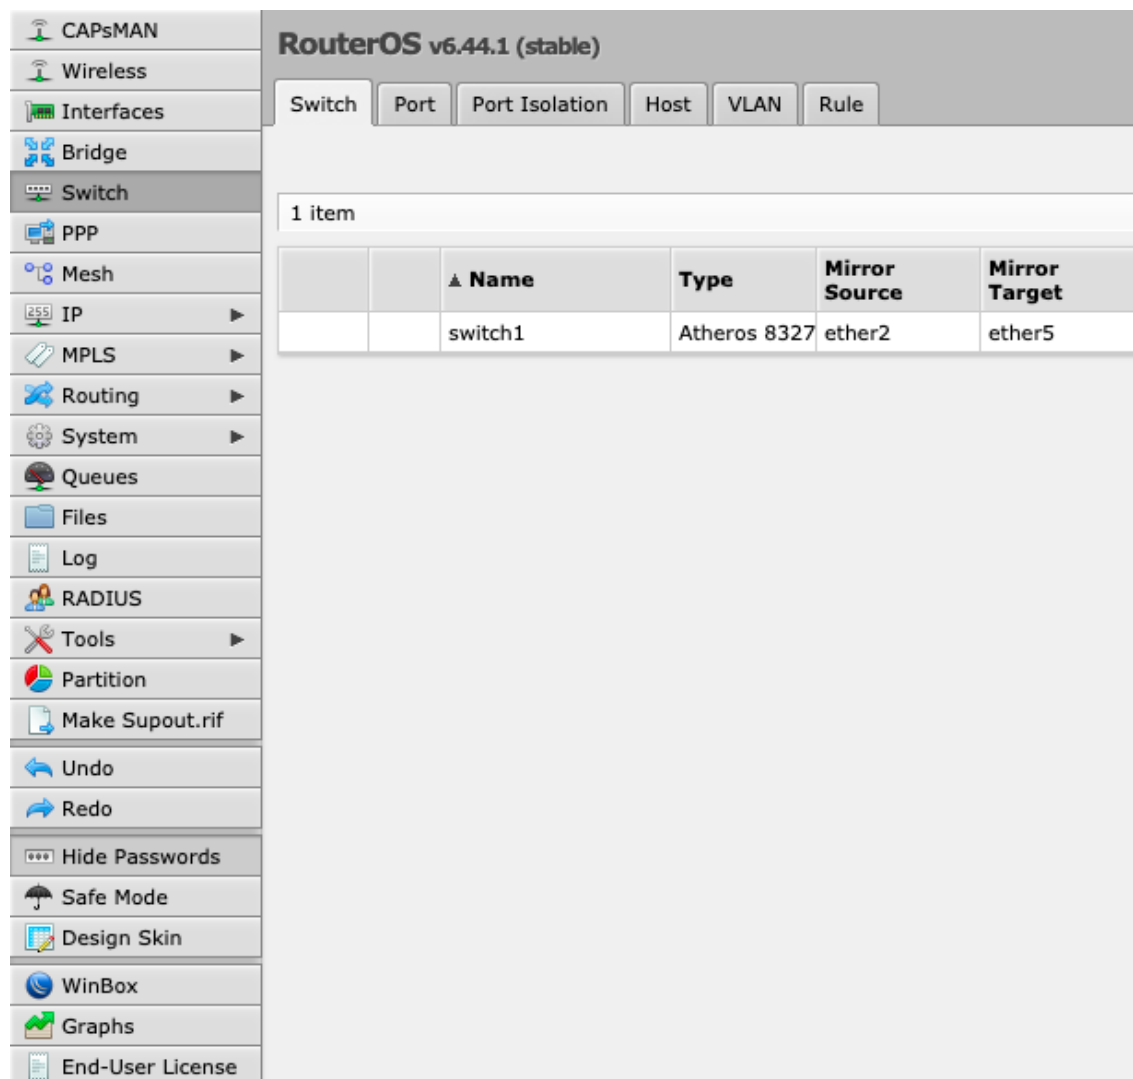 CAPsMAN
Wireless
Interfaces
Bridge
Switch
PPP
Mesh
255 IP
MPLS
Routing
System
Queues
Files
Log
RADIUS
Tools
Partition
Make Supout.rif
Undo
Redo
Hide Passwords
Safe Mode
Design Skin
WinBox
Graphs
End-User License
RouterOS v6.44.1 (stable)
Switch Port Port Isolation Host VLAN Rule
1 item
Name Type Mirror Source Mirror Target
switch1 Atheros 8327 ether2 ether5